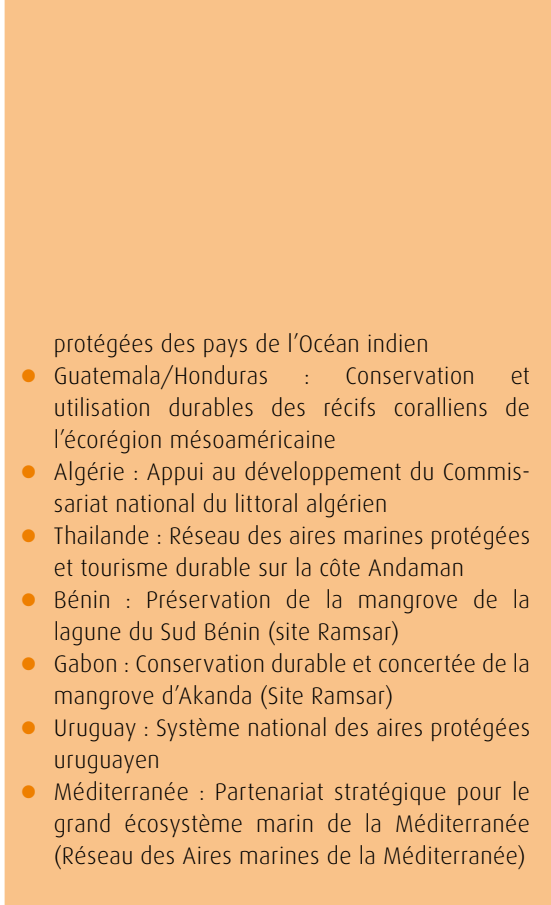 protégées des pays de l'Océan indien
● Guatemala/Honduras : Conservation et
utilisation durables des récifs coralliens de
l'écorégion mésoaméricaine
● Algérie : Appui au développement du Commis-
sariat national du littoral algérien
● Thailande : Réseau des aires marines protégées
et tourisme durable sur la côte Andaman
● Bénin : Préservation de la mangrove de la
lagune du Sud Bénin (site Ramsar)
● Gabon : Conservation durable et concertée de la
mangrove d'Akanda (Site Ramsar)
● Uruguay : Système national des aires protégées
uruguayen
● Méditerranée : Partenariat stratégique pour le
grand écosystème marin de la Méditerranée
(Réseau des Aires marines de la Méditerranée)